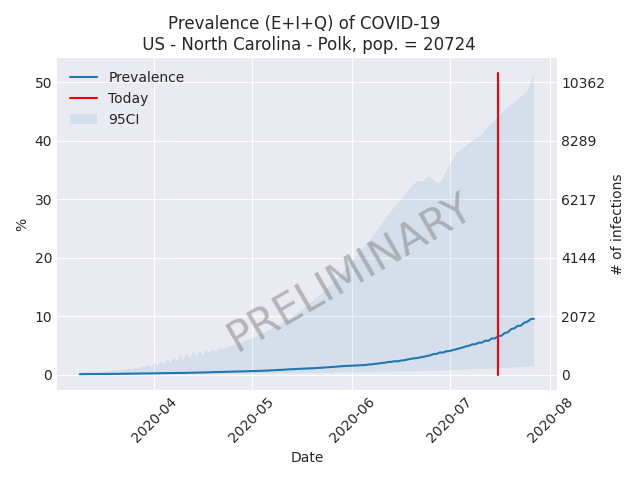 Prevalence (E+I+Q) of COVID-19
US - North Carolina - Polk, pop. = 20724
Prevalence
Today
95CI
50
40
30
20
10
0
%
10362
8289
6217
4144
2072
0
# of infections
PRELIMINARY
2020-04
2020-05
2020-06
2020-07
2020-08
Date